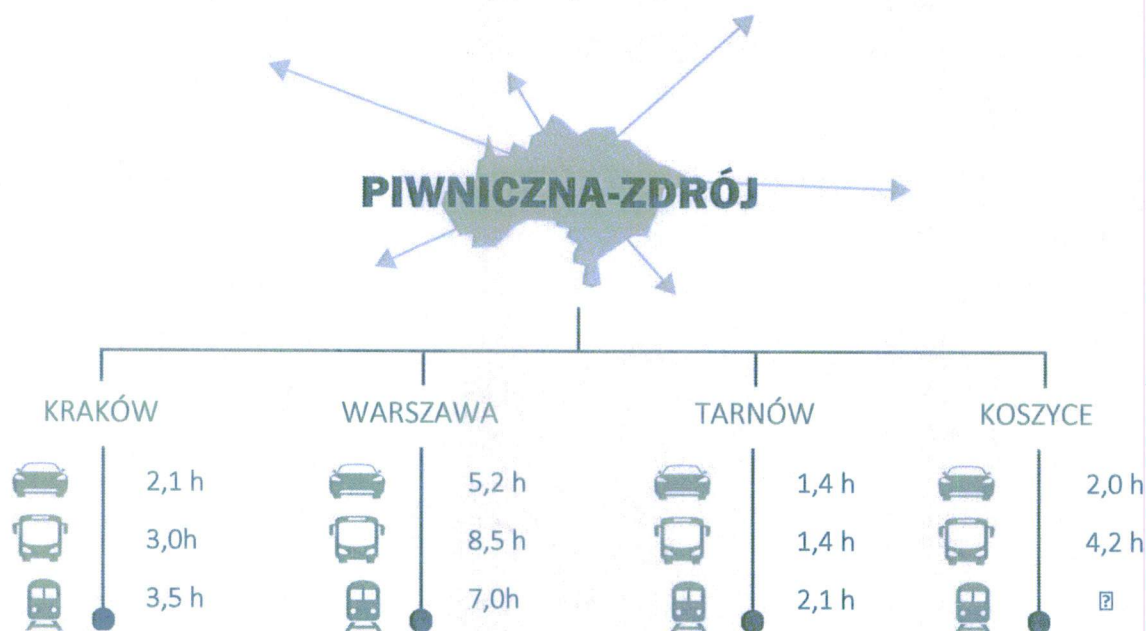 PIWNICZNA-ZDRÓJ
KRAKÓW
2,1 h
3,0h
3,5 h
WARSZAWA
5,2 h
8,5 h
7,0h
TARNÓW
1,4 h
1,4 h
2,1 h
KOSZYCE
2,0 h
4,2 h
⍰